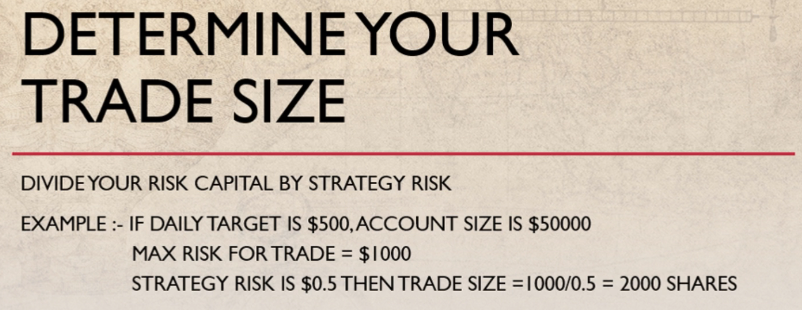 DETERMINE YOUR
TRADE SIZE
DIVIDE YOUR RISK CAPITAL BY STRATEGY RISK
EXAMPLE :- IF DAILY TARGET IS $500, ACCOUNT SIZE IS $50000
MAX RISK FOR TRADE = $1000
STRATEGY RISK IS $0.5 THEN TRADE SIZE =1000/0.5 = 2000 SHARES